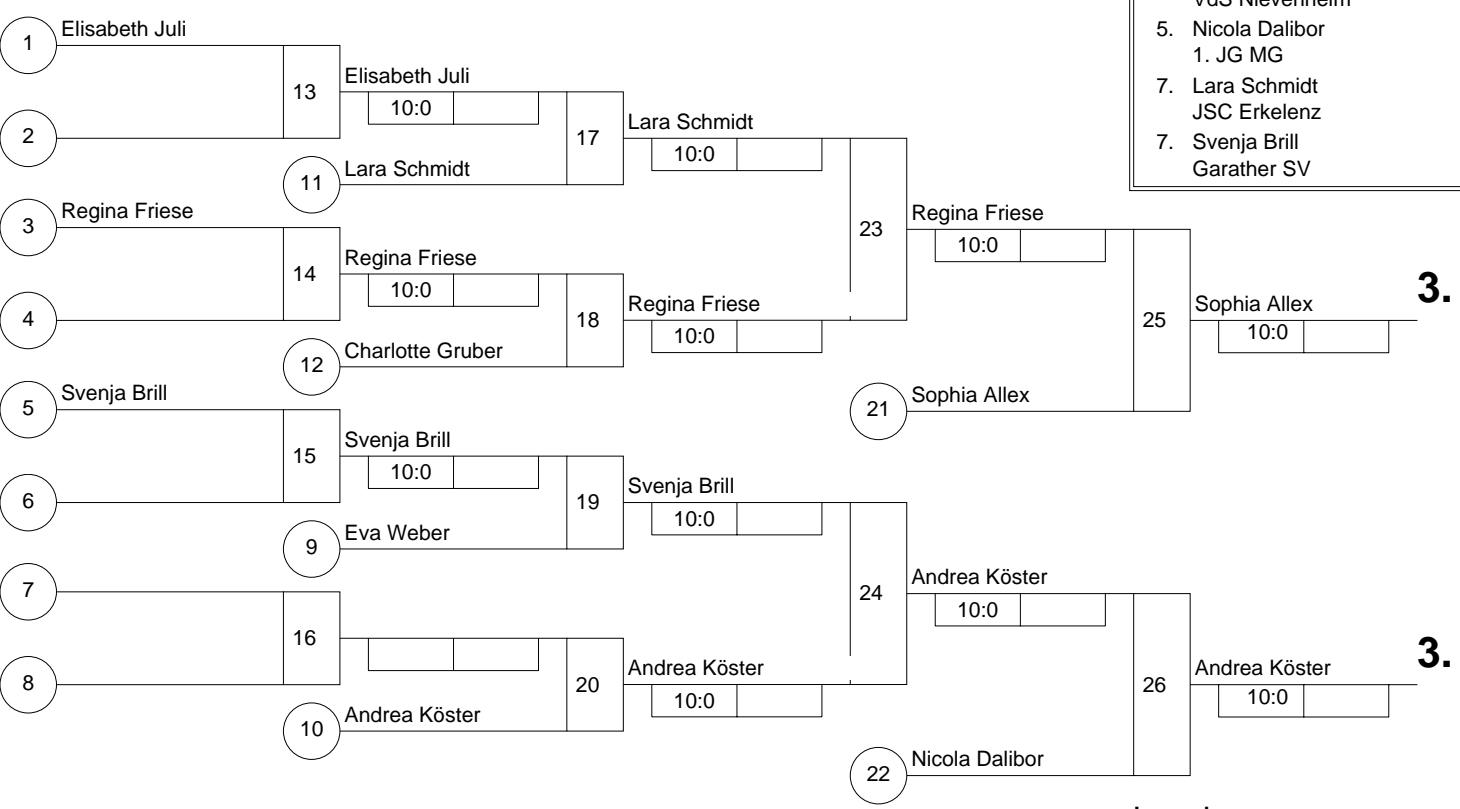 VdS Nievenheim
5. Nicola Dalibor
1. JG MG
7. Lara Schmidt
JSC Erkelenz
7. Svenja Brill
Garather SV
1 Elisabeth Juli
13
Elisabeth Juli
10:0
2
17
Lara Schmidt
10:0
11 Lara Schmidt
3 Regina Friese
14
Regina Friese
10:0
4
18
Regina Friese
10:0
12 Charlotte Gruber
23
Regina Friese
10:0
25
Sophia Allex
10:0
3.
21 Sophia Allex
5 Svenja Brill
15
Svenja Brill
10:0
6
19
Svenja Brill
10:0
9 Eva Weber
7
16
8
20
Andrea Köster
10:0
10 Andrea Köster
24
Andrea Köster
10:0
26
Andrea Köster
10:0
3.
22 Nicola Dalibor